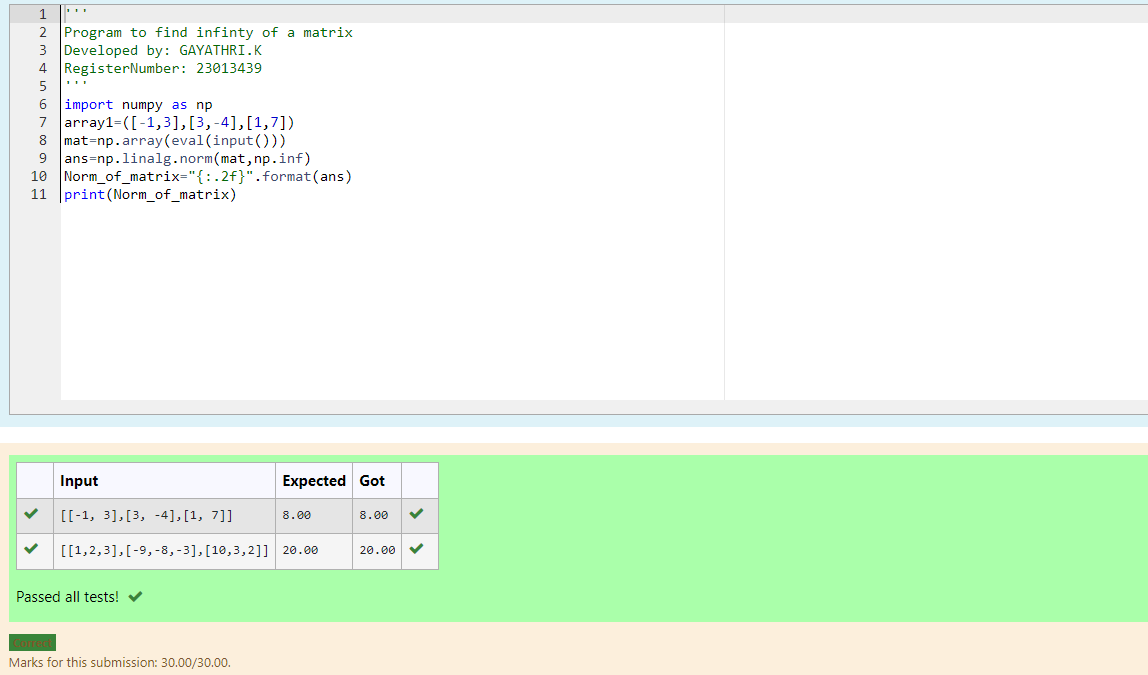 1 '''
2 Program to find infinty of a matrix
3 Developed by: GAYATHRI.K
4 RegisterNumber: 23013439
5 '''
6 import numpy as np
7 array1=([-1,3],[3,-4],[1,7])
8 mat=np.array(eval(input()))
9 ans=np.linalg.norm(mat,np.inf)
10 Norm_of_matrix="{:.2f}".format(ans)
11 print(Norm_of_matrix)
Input Expected Got
[[-1, 3],[3, -4],[1, 7]] 8.00 8.00
[[1,2,3],[-9,-8,-3],[10,3,2]] 20.00 20.00
Passed all tests!
Correct
Marks for this submission: 30.00/30.00.